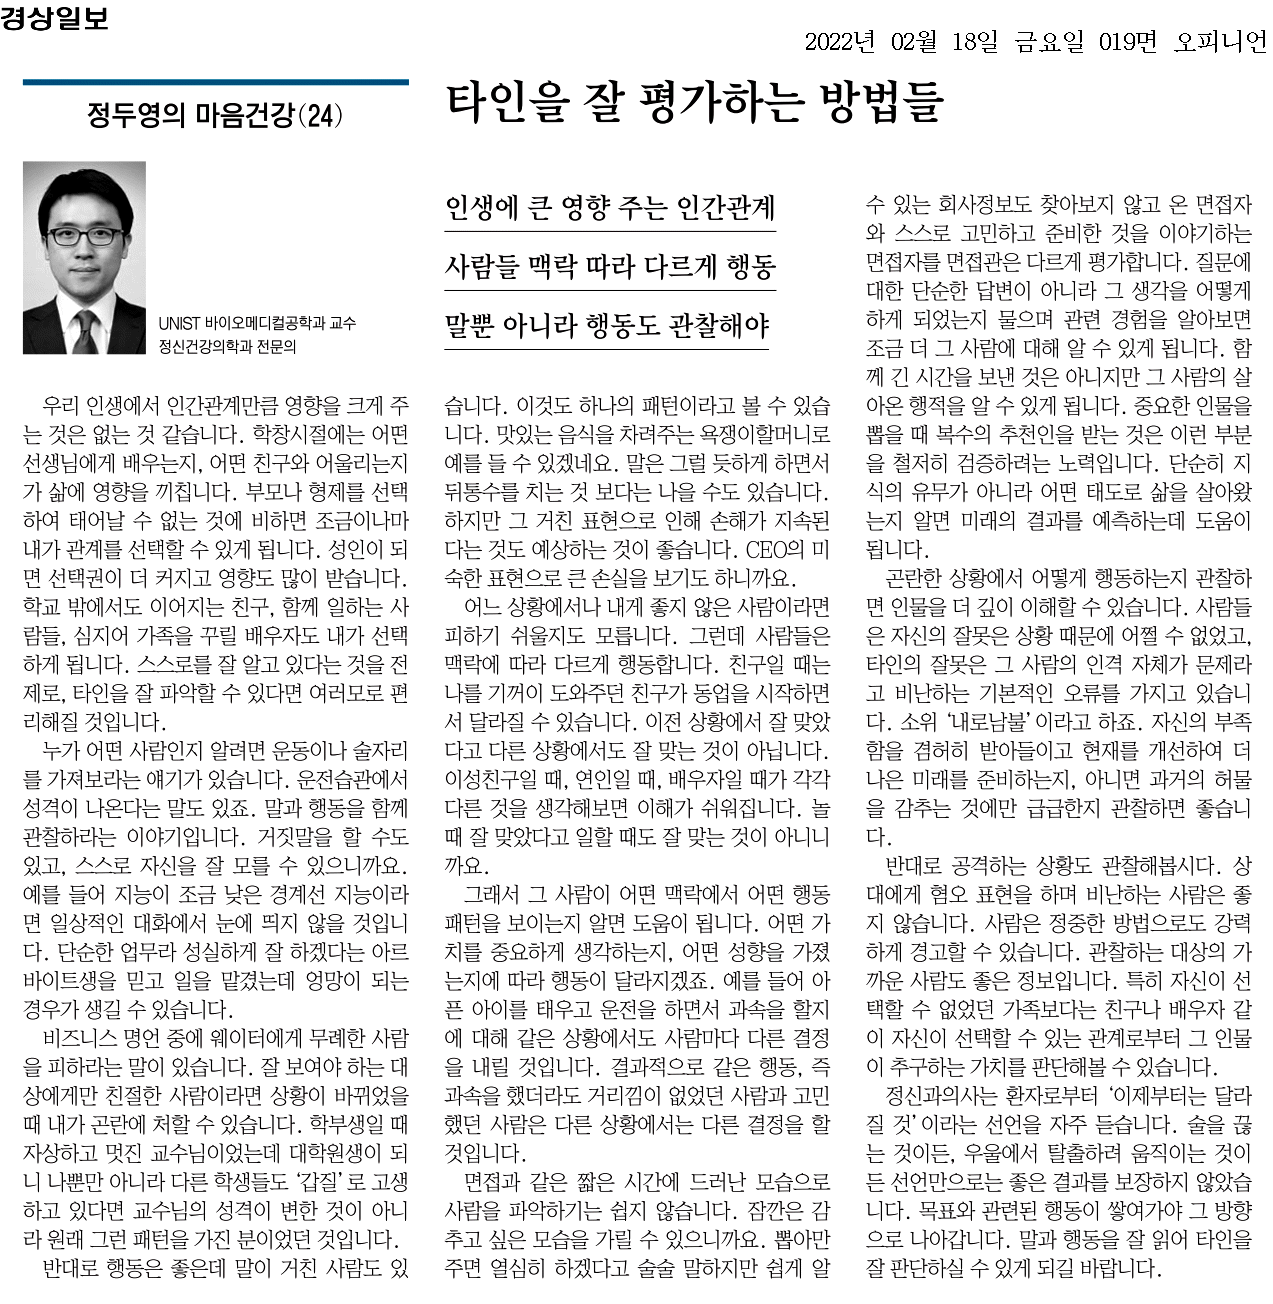 경상일보
2022년 02월 18일 금요일 019면 오피니언
정두영의 마음건강(24)
타인을 잘 평가하는 방법들
UNIST 바이오메디컬공학과 교수
정신건강의학과 전문의
인생에 큰 영향 주는 인간관계
사람들 맥락 따라 다르게 행동
말뿐 아니라 행동도 관찰해야
우리 인생에서 인간관계만큼 영향을 크게 주
는 것은 없는 것 같습니다. 학창시절에는 어떤
선생님에게 배우는지, 어떤 친구와 어울리는지
가 삶에 영향을 끼칩니다. 부모나 형제를 선택
하여 태어날 수 없는 것에 비하면 조금이나마
내가 관계를 선택할 수 있게 됩니다. 성인이 되
면 선택권이 더 커지고 영향도 많이 받습니다.
학교 밖에서도 이어지는 친구, 함께 일하는 사
람들, 심지어 가족을 꾸릴 배우자도 내가 선택
하게 됩니다. 스스로를 잘 알고 있다는 것을 전
제로, 타인을 잘 파악할 수 있다면 여러모로 편
리해질 것입니다.
누가 어떤 사람인지 알려면 운동이나 술자리
를 가져보라는 얘기가 있습니다. 운전습관에서
성격이 나온다는 말도 있죠. 말과 행동을 함께
관찰하라는 이야기입니다. 거짓말을 할 수도
있고, 스스로 자신을 잘 모를 수 있으니까요.
예를 들어 지능이 조금 낮은 경계선 지능이라
면 일상적인 대화에서 눈에 띄지 않을 것입니
다. 단순한 업무라 성실하게 잘 하겠다는 아르
바이트생을 믿고 일을 맡겼는데 엉망이 되는
경우가 생길 수 있습니다.
비즈니스 명언 중에 웨이터에게 무례한 사람
을 피하라는 말이 있습니다. 잘 보여야 하는 대
상에게만 친절한 사람이라면 상황이 바뀌었을
때 내가 곤란에 처할 수 있습니다. 학부생일 때
자상하고 멋진 교수님이었는데 대학원생이 되
니 나뿐만 아니라 다른 학생들도 ‘갑질’로 고생
하고 있다면 교수님의 성격이 변한 것이 아니
라 원래 그런 패턴을 가진 분이었던 것입니다.
반대로 행동은 좋은데 말이 거친 사람도 있
습니다. 이것도 하나의 패턴이라고 볼 수 있습
니다. 맛있는 음식을 차려주는 욕쟁이할머니로
예를 들 수 있겠네요. 말은 그럴 듯하게 하면서
뒤통수를 치는 것 보다는 나을 수도 있습니다.
하지만 그 거친 표현으로 인해 손해가 지속된
다는 것도 예상하는 것이 좋습니다. CEO의 미
숙한 표현으로 큰 손실을 보기도 하니까요.
어느 상황에서나 내게 좋지 않은 사람이라면
피하기 쉬울지도 모릅니다. 그런데 사람들은
맥락에 따라 다르게 행동합니다. 친구일 때는
나를 기꺼이 도와주던 친구가 동업을 시작하면
서 달라질 수 있습니다. 이전 상황에서 잘 맞았
다고 다른 상황에서도 잘 맞는 것이 아닙니다.
이성친구일 때, 연인일 때, 배우자일 때가 각각
다른 것을 생각해보면 이해가 쉬워집니다. 놀
때 잘 맞았다고 일할 때도 잘 맞는 것이 아니니
까요.
그래서 그 사람이 어떤 맥락에서 어떤 행동
패턴을 보이는지 알면 도움이 됩니다. 어떤 가
치를 중요하게 생각하는지, 어떤 성향을 가졌
는지에 따라 행동이 달라지겠죠. 예를 들어 아
픈 아이를 태우고 운전을 하면서 과속을 할지
에 대해 같은 상황에서도 사람마다 다른 결정
을 내릴 것입니다. 결과적으로 같은 행동, 즉
과속을 했더라도 거리낌이 없었던 사람과 고민
했던 사람은 다른 상황에서는 다른 결정을 할
것입니다.
면접과 같은 짧은 시간에 드러난 모습으로
사람을 파악하기는 쉽지 않습니다. 잠깐은 감
추고 싶은 모습을 가릴 수 있으니까요. 뽑아만
주면 열심히 하겠다고 술술 말하지만 쉽게 알
수 있는 회사정보도 찾아보지 않고 온 면접자
와 스스로 고민하고 준비한 것을 이야기하는
면접자를 면접관은 다르게 평가합니다. 질문에
대한 단순한 답변이 아니라 그 생각을 어떻게
하게 되었는지 물으며 관련 경험을 알아보면
조금 더 그 사람에 대해 알 수 있게 됩니다. 함
께 긴 시간을 보낸 것은 아니지만 그 사람의 살
아온 행적을 알 수 있게 됩니다. 중요한 인물을
뽑을 때 복수의 추천인을 받는 것은 이런 부분
을 철저히 검증하려는 노력입니다. 단순히 지
식의 유무가 아니라 어떤 태도로 삶을 살아왔
는지 알면 미래의 결과를 예측하는데 도움이
됩니다.
곤란한 상황에서 어떻게 행동하는지 관찰하
면 인물을 더 깊이 이해할 수 있습니다. 사람들
은 자신의 잘못은 상황 때문에 어쩔 수 없었고,
타인의 잘못은 그 사람의 인격 자체가 문제라
고 비난하는 기본적인 오류를 가지고 있습니
다. 소위 ‘내로남불’이라고 하죠. 자신의 부족
함을 겸허히 받아들이고 현재를 개선하여 더
나은 미래를 준비하는지, 아니면 과거의 허물
을 감추는 것에만 급급한지 관찰하면 좋습니
다.
반대로 공격하는 상황도 관찰해봅시다. 상
대에게 혐오 표현을 하며 비난하는 사람은 좋
지 않습니다. 사람은 정중한 방법으로도 강력
하게 경고할 수 있습니다. 관찰하는 대상의 가
까운 사람도 좋은 정보입니다. 특히 자신이 선
택할 수 없었던 가족보다는 친구나 배우자 같
이 자신이 선택할 수 있는 관계로부터 그 인물
이 추구하는 가치를 판단해볼 수 있습니다.
정신과의사는 환자로부터 ‘이제부터는 달라
질 것’이라는 선언을 자주 듣습니다. 술을 끊
는 것이든, 우울에서 탈출하려 움직이는 것이
든 선언만으로는 좋은 결과를 보장하지 않았습
니다. 목표와 관련된 행동이 쌓여가야 그 방향
으로 나아갑니다. 말과 행동을 잘 읽어 타인을
잘 판단하실 수 있게 되길 바랍니다.